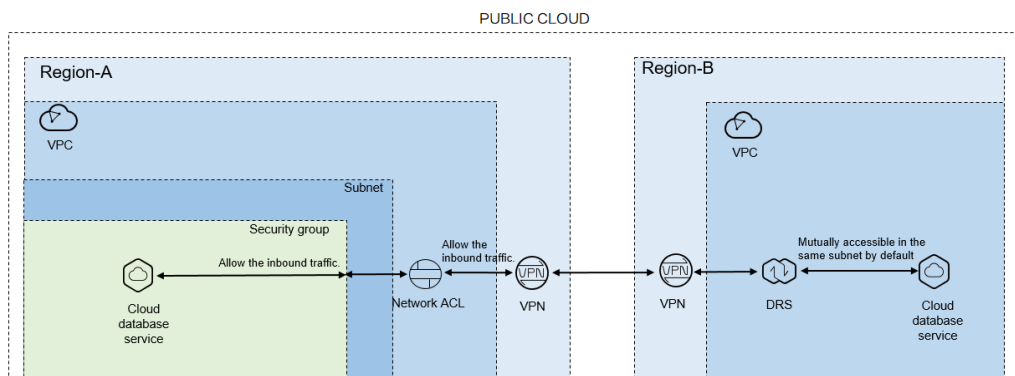 PUBLIC CLOUD
Region-A
VPC
Subnet
Security group
Allow the inbound traffic.
Cloud
database
service
Allow the
inbound traffic.
Network ACL
VPN
VPN
Region-B
VPC
VPN
VPN
Mutually accessible in the
same subnet by default
DRS
Cloud
database
service